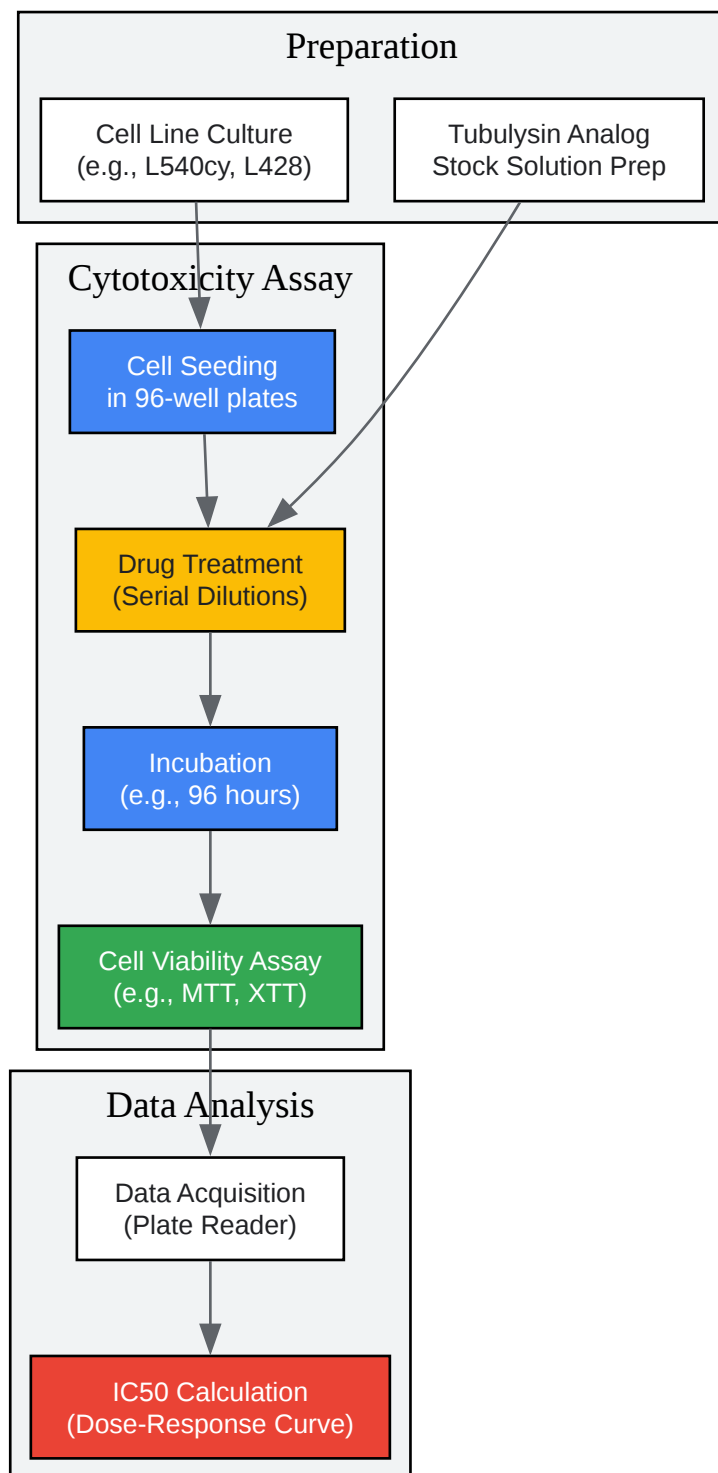 Preparation
Cell Line Culture
(e.g., L540cy, L428)
Tubulysin Analog
Stock Solution Prep
Cytotoxicity Assay
Cell Seeding
in 96-well plates
Drug Treatment
(Serial Dilutions)
Incubation
(e.g., 96 hours)
Cell Viability Assay
(e.g., MTT, XTT)
Data Analysis
Data Acquisition
(Plate Reader)
IC50 Calculation
(Dose-Response Curve)